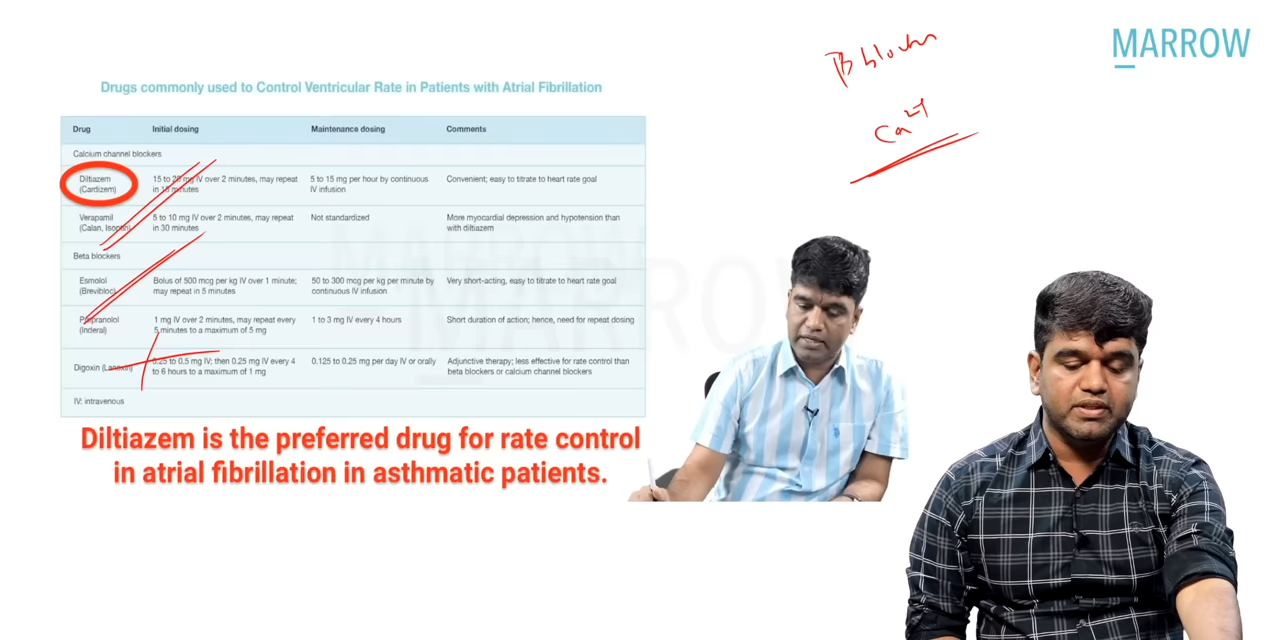 MARROW
β blocker
Ca²⁺
Drugs commonly used to Control Ventricular Rate in Patients with Atrial Fibrillation
Drug Initial dosing Maintenance dosing Comments
Calcium channel blockers
Diltiazem 15 to 20 mg IV over 2 minutes, may repeat 5 to 15 mg per hour by continuous Convenient; easy to titrate to heart rate goal
(Cardizem) in 15 minutes IV infusion
Verapamil 5 to 10 mg IV over 2 minutes, may repeat Not standardized More myocardial depression and hypotension than
(Calan, Isoptin) in 30 minutes with diltiazem
Beta blockers
Esmolol Bolus of 500 mcg per kg IV over 1 minute; 50 to 300 mcg per kg per minute by Very short-acting, easy to titrate to heart rate goal
(Brevibloc) may repeat in 5 minutes continuous IV infusion
Propranolol 1 mg IV over 2 minutes, may repeat every 1 to 3 mg IV every 4 hours Short duration of action; hence, need for repeat dosing
(Inderal) 5 minutes to a maximum of 5 mg
Digoxin (Lanoxin) 0.25 to 0.5 mg IV; then 0.25 mg IV every 4 0.125 to 0.25 mg per day IV or orally Adjunctive therapy; less effective for rate control than
to 6 hours to a maximum of 1 mg beta blockers or calcium channel blockers
IV: intravenous
Diltiazem is the preferred drug for rate control
in atrial fibrillation in asthmatic patients.